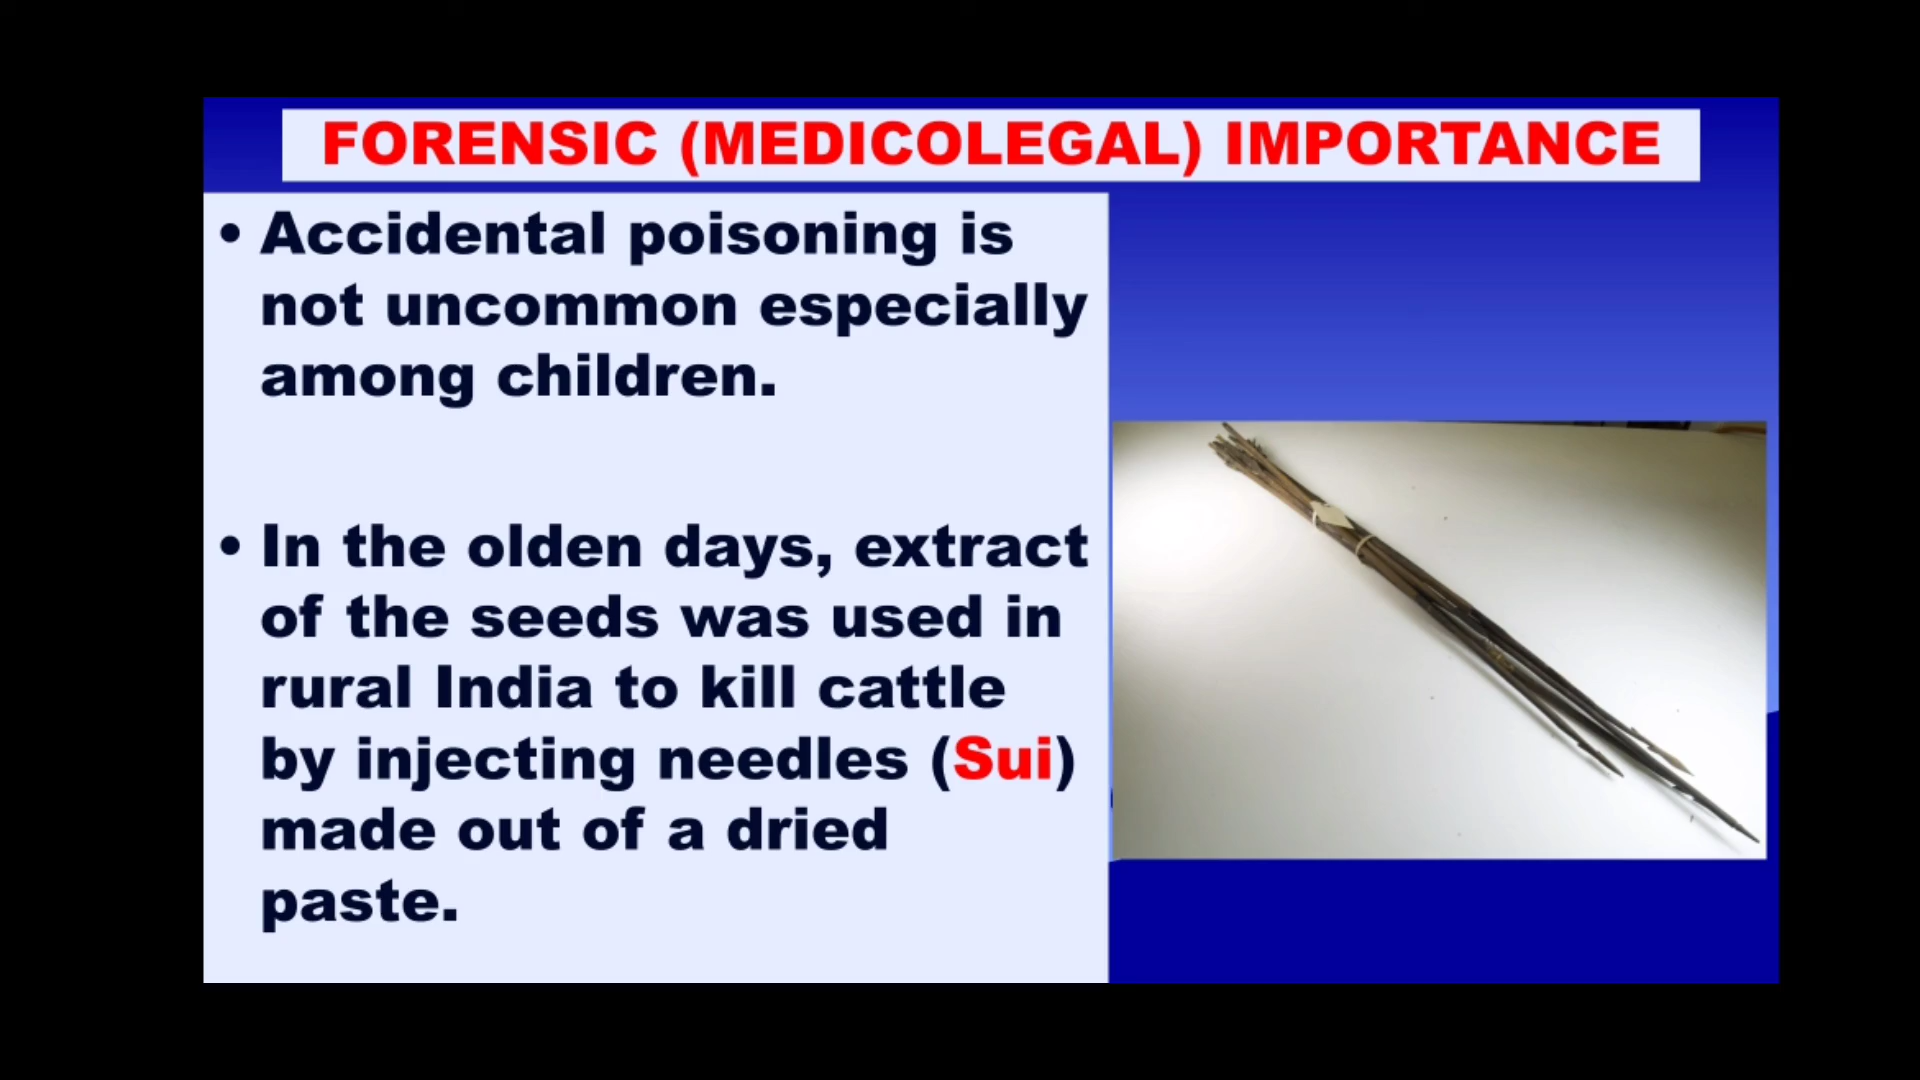 FORENSIC (MEDICOLEGAL) IMPORTANCE
• Accidental poisoning is
not uncommon especially
among children.
• In the olden days, extract
of the seeds was used in
rural India to kill cattle
by injecting needles (Sui)
made out of a dried
paste.